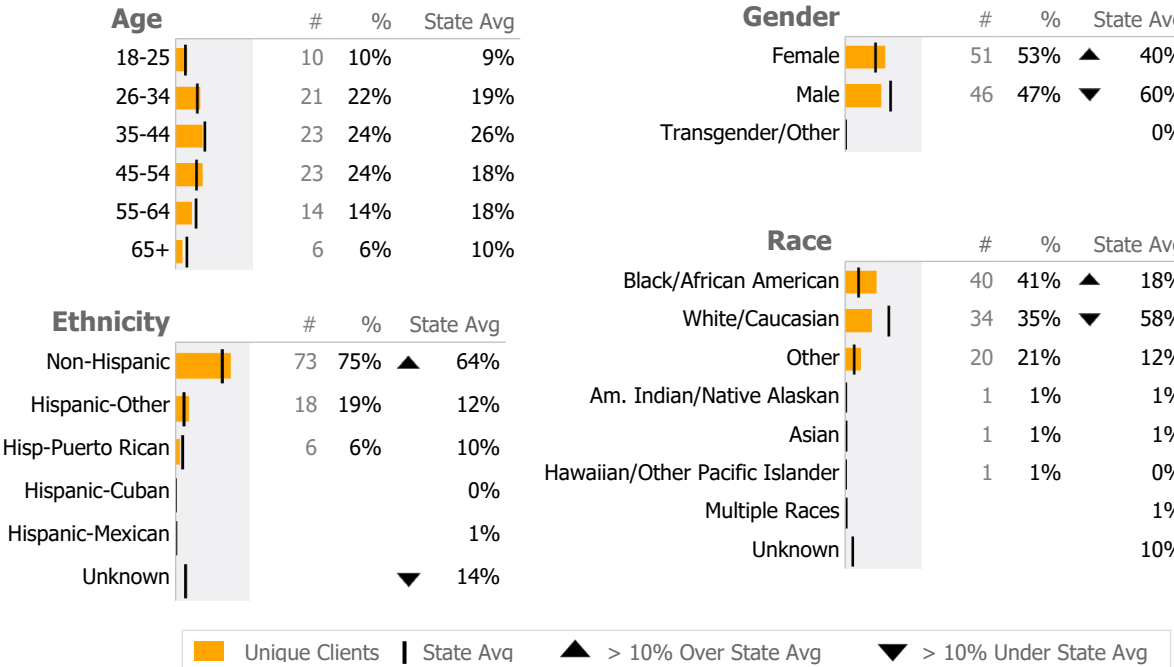 Age # % State Avg
18-25 10 10% 9%
26-34 21 22% 19%
35-44 23 24% 26%
45-54 23 24% 18%
55-64 14 14% 18%
65+ 6 6% 10%
Ethnicity # % State Avg
Non-Hispanic 73 75% ▲ 64%
Hispanic-Other 18 19% 12%
Hisp-Puerto Rican 6 6% 10%
Hispanic-Cuban 0%
Hispanic-Mexican 1%
Unknown ▼ 14%
Gender # % State Avg
Female 51 53% ▲ 40%
Male 46 47% ▼ 60%
Transgender/Other 0%
Race # % State Avg
Black/African American 40 41% ▲ 18%
White/Caucasian 34 35% ▼ 58%
Other 20 21% 12%
Am. Indian/Native Alaskan 1 1% 1%
Asian 1 1% 1%
Hawaiian/Other Pacific Islander 1 1% 0%
Multiple Races 1%
Unknown 10%
Unique Clients State Avg ▲ > 10% Over State Avg ▼ > 10% Under State Avg